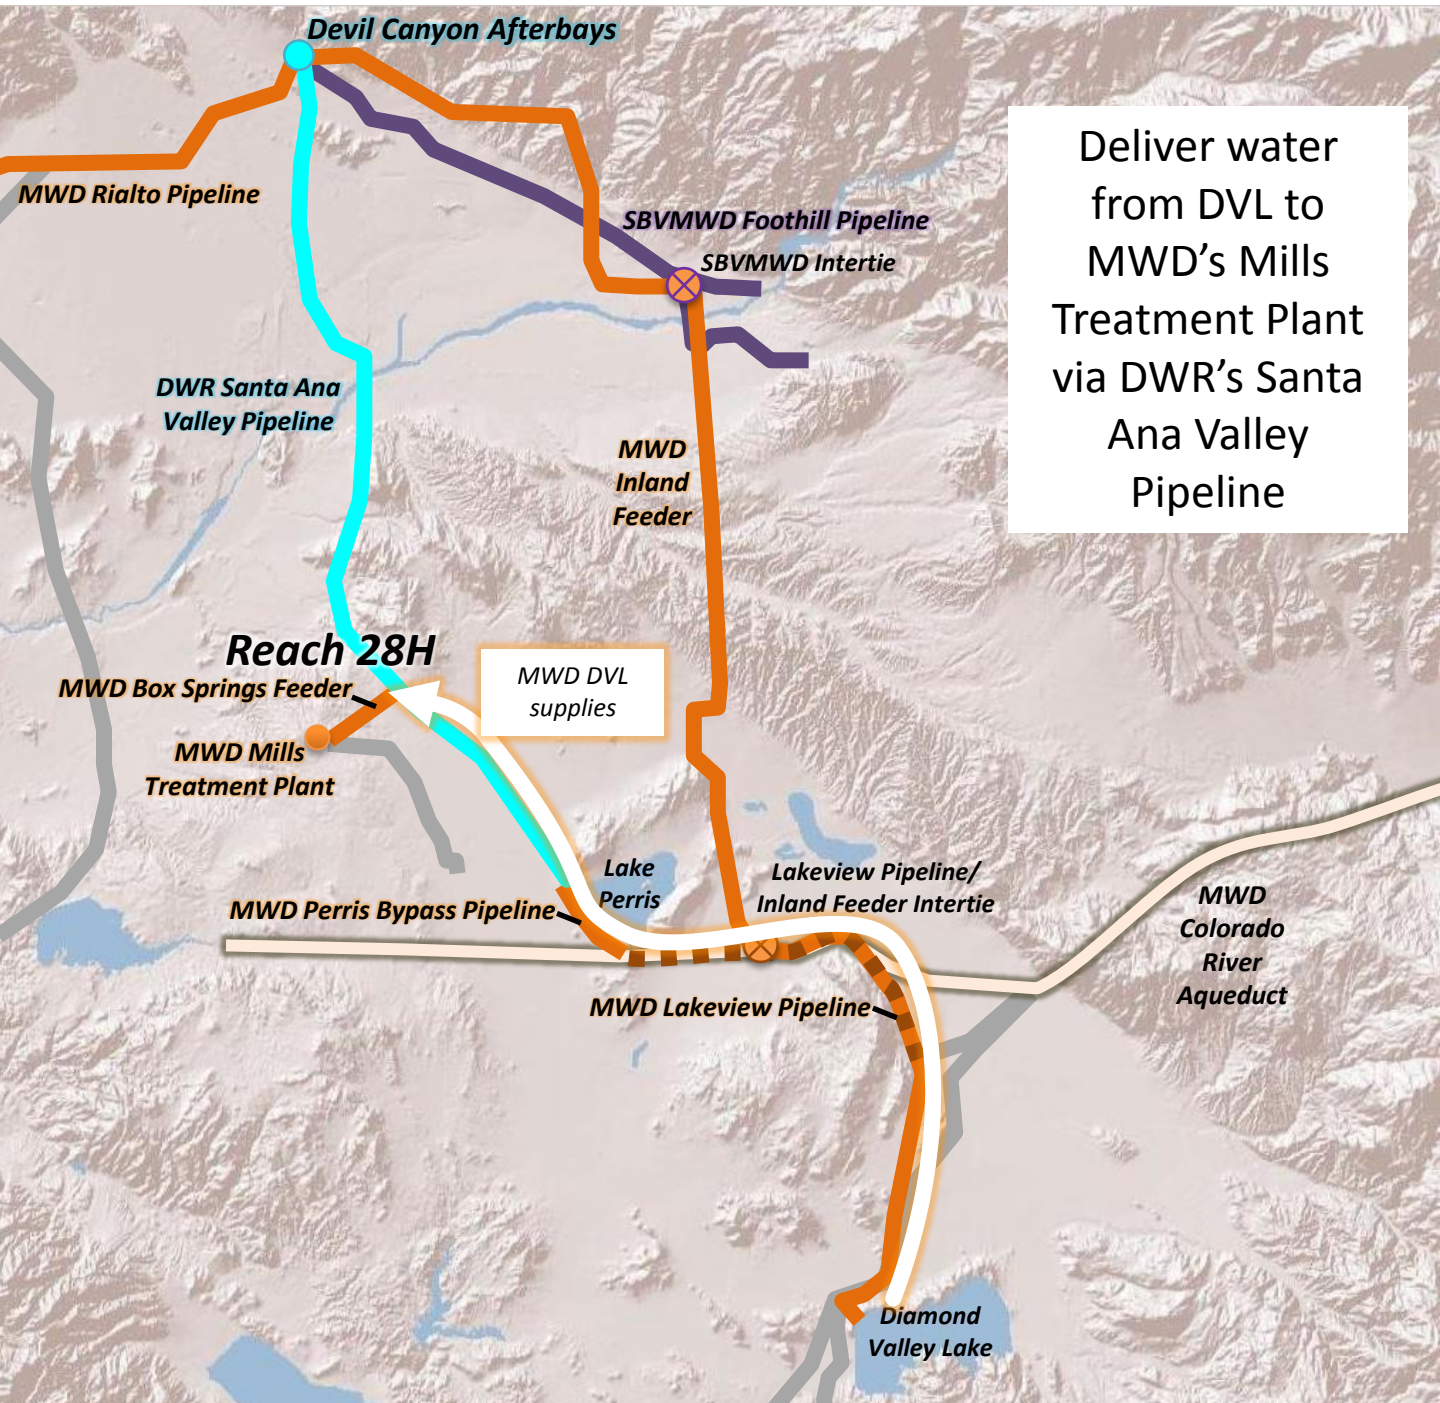 Devil Canyon Afterbays
Deliver water
from DVL to
MWD's Mills
Treatment Plant
via DWR's Santa
Ana Valley
Pipeline
MWD Rialto Pipeline
SBVMWD Foothill Pipeline
SBVMWD Intertie
DWR Santa Ana
Valley Pipeline
MWD
Inland
Feeder
Reach 28H
MWD Box Springs Feeder
MWD DVL
supplies
MWD Mills
Treatment Plant
Lake
Perris
Lakeview Pipeline/
Inland Feeder Intertie
MWD Perris Bypass Pipeline
MWD
Colorado
River
Aqueduct
MWD Lakeview Pipeline
Diamond
Valley Lake